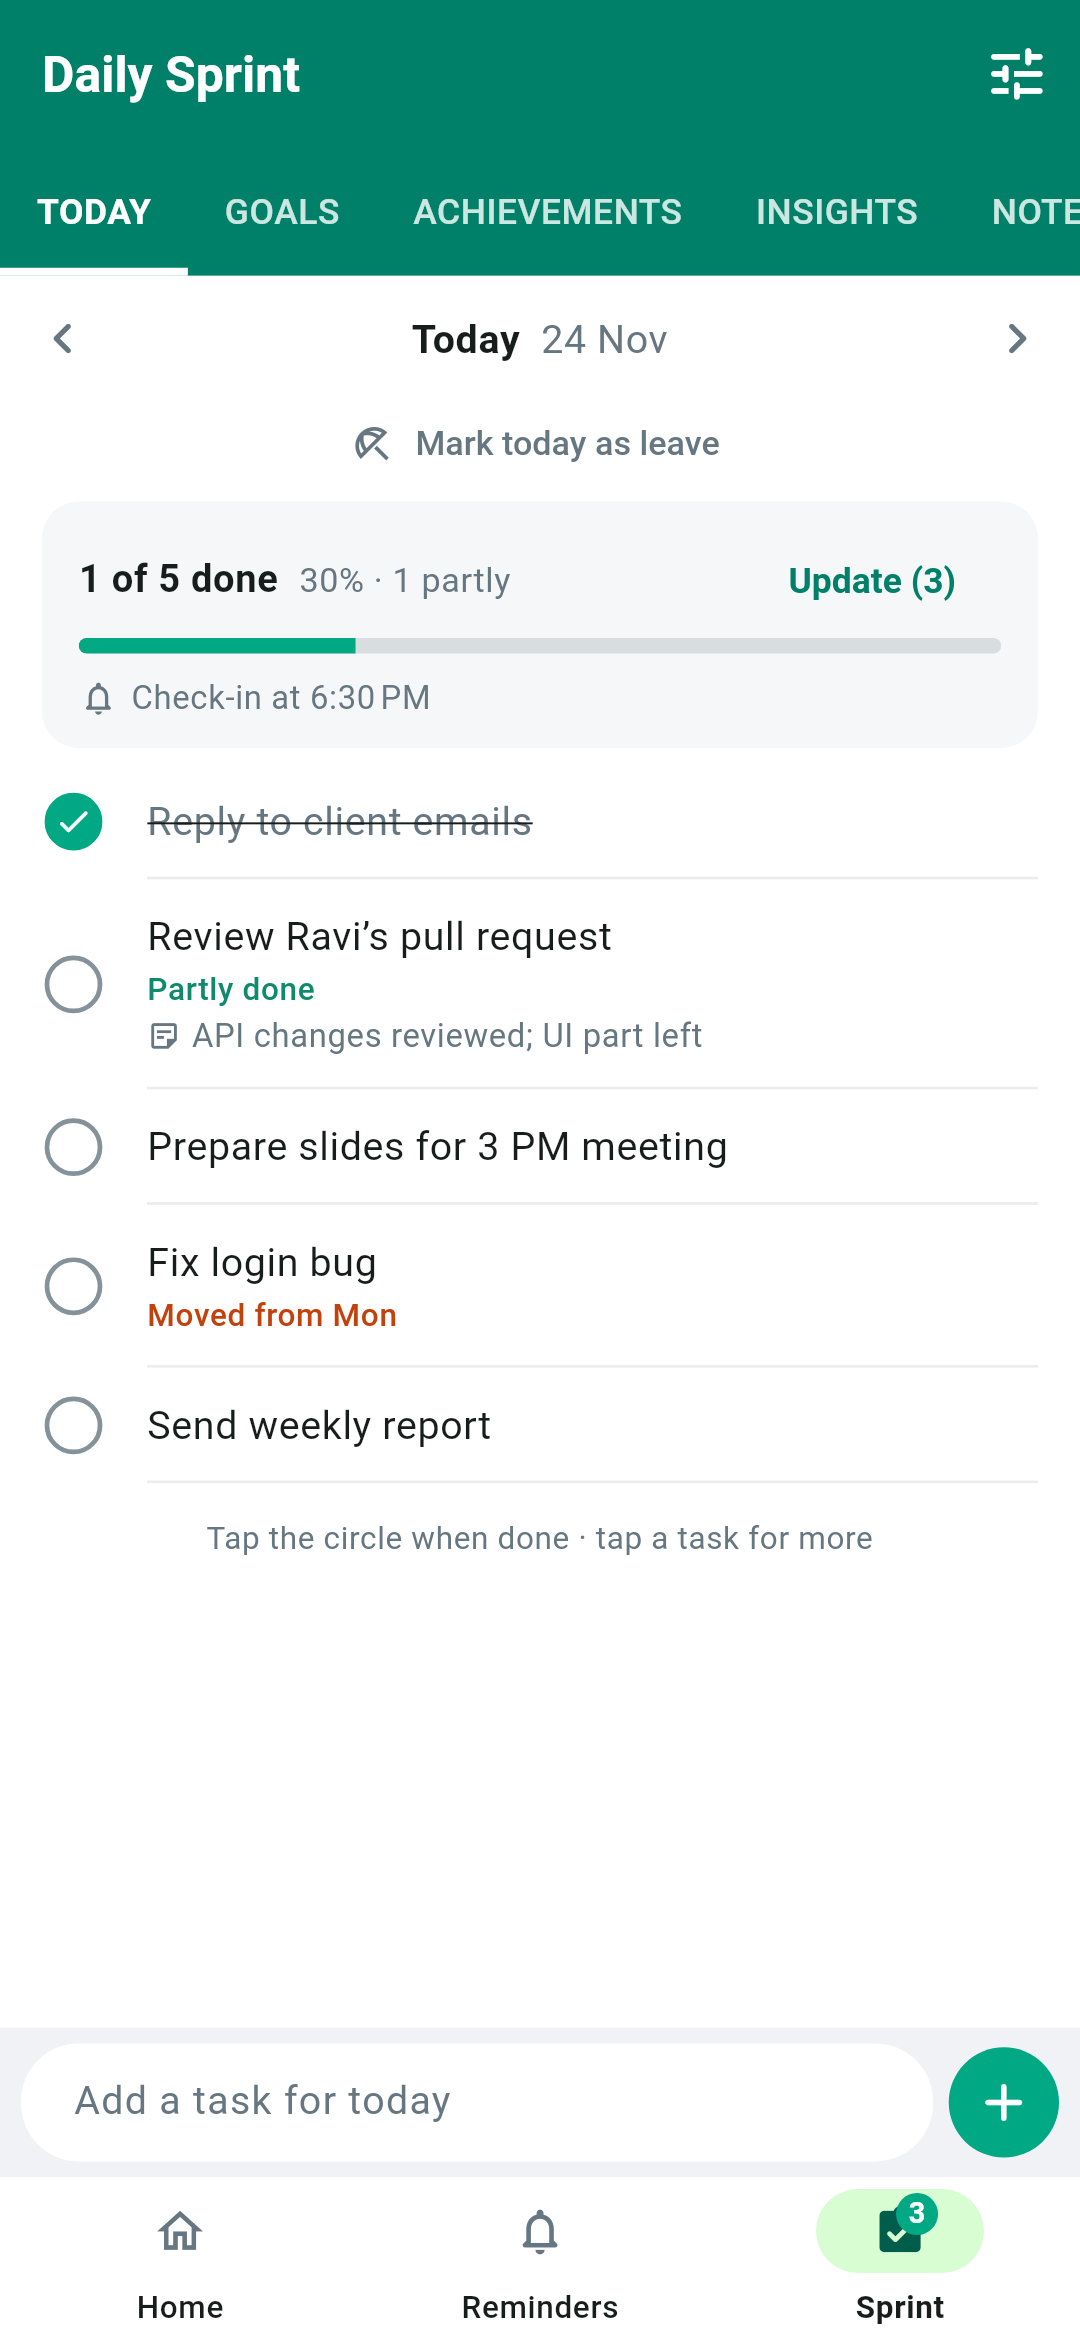 Daily Sprint
TODAY GOALS ACHIEVEMENTS INSIGHTS NOTE
Today 24 Nov
Mark today as leave
1 of 5 done 30% · 1 partly Update (3)
Check-in at 6:30 PM
Reply to client emails
Review Ravi’s pull request
Partly done
API changes reviewed; UI part left
Prepare slides for 3 PM meeting
Fix login bug
Moved from Mon
Send weekly report
Tap the circle when done · tap a task for more
Add a task for today
3
Home Reminders Sprint